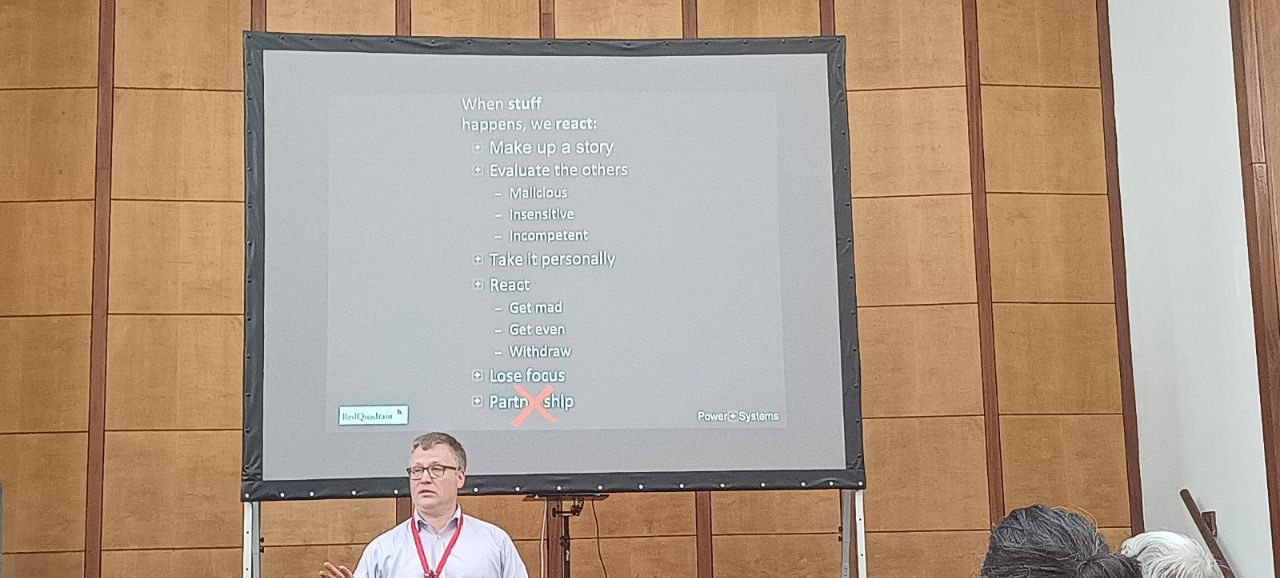 When stuff
happens, we react:
Make up a story
Evaluate the others
– Malicious
– Insensitive
– Incompetent
Take it personally
React
– Get mad
– Get even
– Withdraw
Lose focus
Partnership
RedQuadrant
Power+Systems